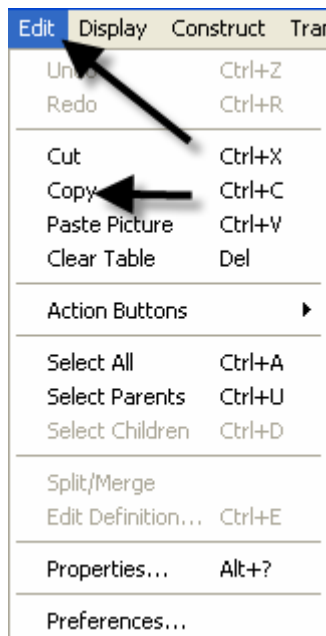 Edit Display Construct Tran
Undo Ctrl+Z
Redo Ctrl+R
Cut Ctrl+X
Copy Ctrl+C
Paste Picture Ctrl+V
Clear Table Del
Action Buttons
Select All Ctrl+A
Select Parents Ctrl+U
Select Children Ctrl+D
Split/Merge
Edit Definition... Ctrl+E
Properties... Alt+?
Preferences...